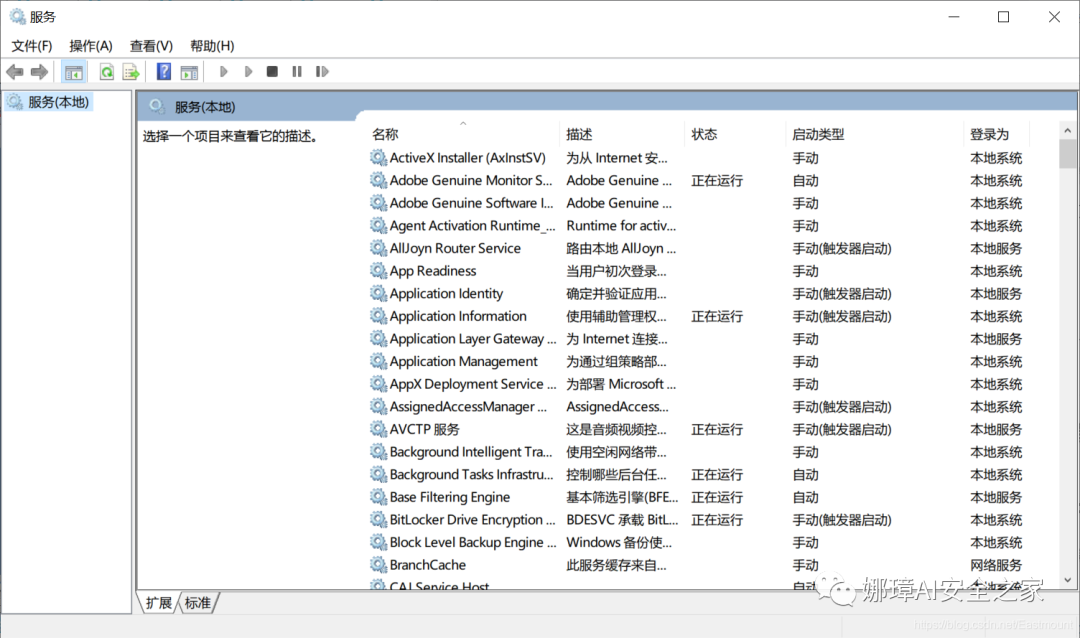 服务
文件(F) 操作(A) 查看(V) 帮助(H)
服务(本地)
服务(本地)
选择一个项目来查看它的描述。
名称 描述 状态 启动类型 登录为
ActiveX Installer (AxInstSV) 为从 Internet 安... 手动 本地系统
Adobe Genuine Monitor S... Adobe Genuine ... 正在运行 自动 本地系统
Adobe Genuine Software I... Adobe Genuine ... 手动 本地系统
Agent Activation Runtime_... Runtime for activ... 手动 本地系统
AllJoyn Router Service 路由本地 AllJoyn ... 手动(触发器启动) 本地服务
App Readiness 当用户初次登录... 手动 本地系统
Application Identity 确定并验证应用... 手动(触发器启动) 本地服务
Application Information 使用辅助管理权... 正在运行 手动(触发器启动) 本地系统
Application Layer Gateway ... 为 Internet 连接... 手动 本地服务
Application Management 为通过组策略部... 手动 本地系统
AppX Deployment Service ... 为部署 Microsoft ... 手动 本地系统
AssignedAccessManager ... AssignedAccess... 手动(触发器启动) 本地系统
AVCTP 服务 这是音频视频控... 正在运行 手动(触发器启动) 本地服务
Background Intelligent Tra... 使用空闲网络带... 手动 本地系统
Background Tasks Infrastru... 控制哪些后台任... 正在运行 自动 本地系统
Base Filtering Engine 基本筛选引擎(BFE... 正在运行 自动 本地服务
BitLocker Drive Encryption ... BDESVC 承载 BitL... 正在运行 手动(触发器启动) 本地系统
Block Level Backup Engine ... Windows 备份使... 手动 本地系统
BranchCache 此服务缓存来自... 手动 网络服务
CAJ Service Host 自动 本地系统
娜璋AI安全之家
扩展 标准
https://blog.csdn.net/Eastmount